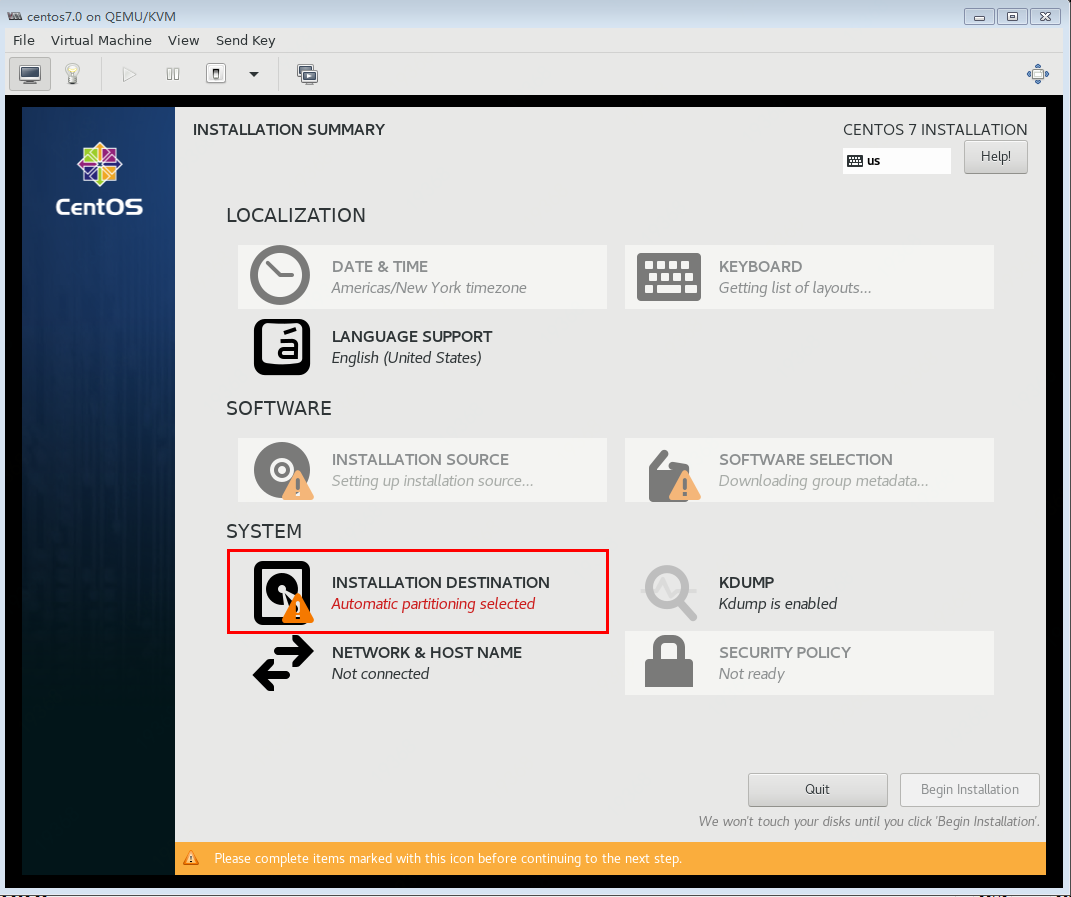 centos7.0 on QEMU/KVM
File Virtual Machine View Send Key
CentOS
INSTALLATION SUMMARY
CENTOS 7 INSTALLATION
us
Help!
LOCALIZATION
DATE & TIME
Americas/New York timezone
KEYBOARD
Getting list of layouts...
LANGUAGE SUPPORT
English (United States)
SOFTWARE
INSTALLATION SOURCE
Setting up installation source...
SOFTWARE SELECTION
Downloading group metadata...
SYSTEM
INSTALLATION DESTINATION
Automatic partitioning selected
KDUMP
Kdump is enabled
NETWORK & HOST NAME
Not connected
SECURITY POLICY
Not ready
Quit
Begin Installation
We won't touch your disks until you click 'Begin Installation'.
Please complete items marked with this icon before continuing to the next step.